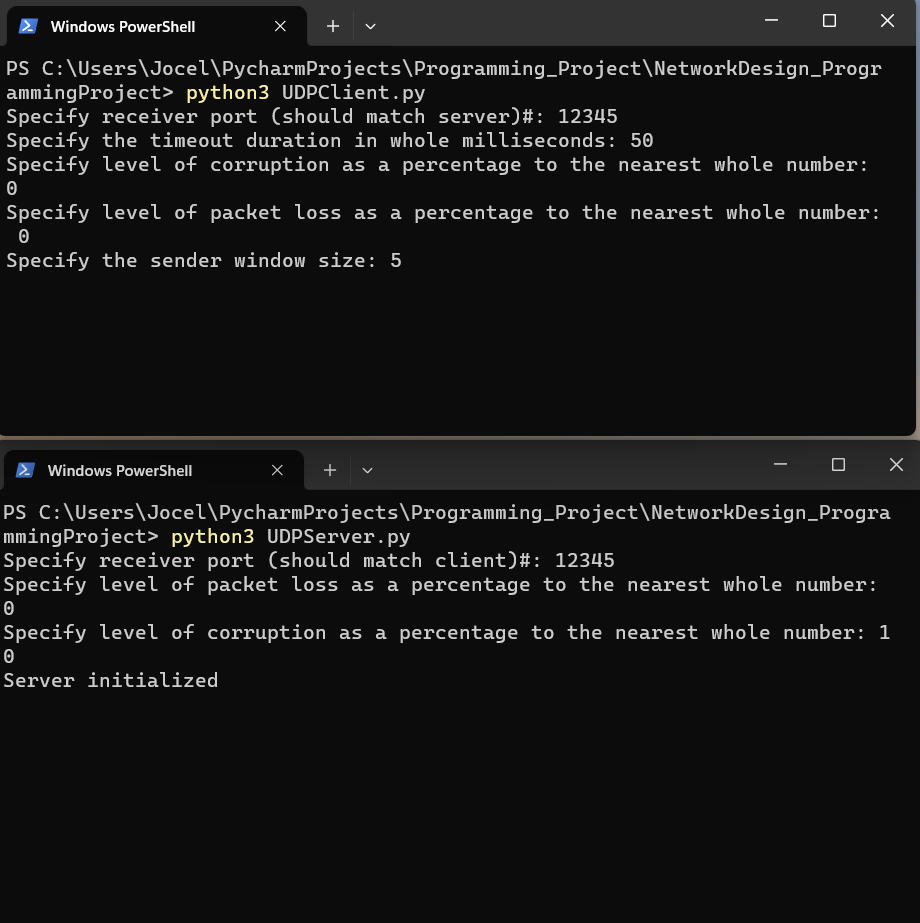 Windows PowerShell
PS C:\Users\Jocel\PycharmProjects\Programming_Project\NetworkDesign_Progr
ammingProject> python3 UDPClient.py
Specify receiver port (should match server)#: 12345
Specify the timeout duration in whole milliseconds: 50
Specify level of corruption as a percentage to the nearest whole number:
0
Specify level of packet loss as a percentage to the nearest whole number:
0
Specify the sender window size: 5
Windows PowerShell
PS C:\Users\Jocel\PycharmProjects\Programming_Project\NetworkDesign_Progra
mmingProject> python3 UDPServer.py
Specify receiver port (should match client)#: 12345
Specify level of packet loss as a percentage to the nearest whole number:
0
Specify level of corruption as a percentage to the nearest whole number: 1
0
Server initialized